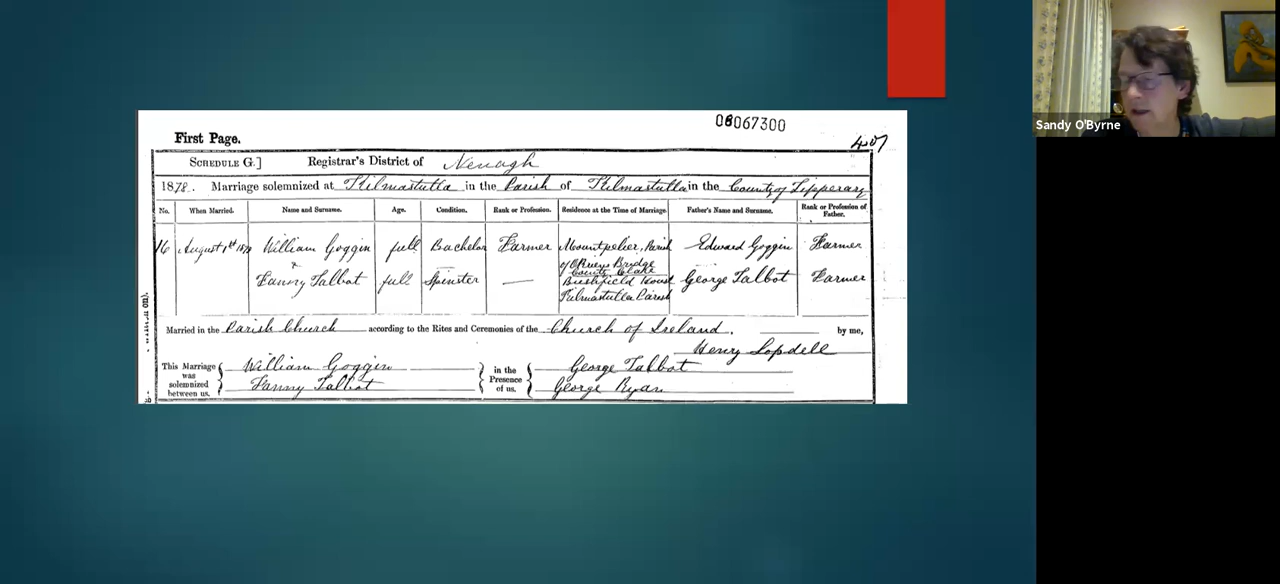 Sandy O'Byrne
08067300
First Page.
407
SCHEDULE G.] Registrar's District of Nenagh
1878. Marriage solemnized at Kilmastulla in the Parish of Kilmastulla in the County of Tipperary
No. When Married. Name and Surname. Age. Condition. Rank or Profession. Residence at the Time of Marriage. Father's Name and Surname. Rank or Profession of Father.
16 August 1st 1878 William Goggin full Bachelor Farmer Mountpelier, Parish of O'Brien's Bridge County Clare Edward Goggin Farmer
&
Fanny Talbot full Spinster — Bushfield House Kilmastulla Parish George Talbot Farmer
Married in the Parish Church according to the Rites and Ceremonies of the Church of Ireland. by me,
Henry Lopdell
This Marriage was solemnized between us, William Goggin Fanny Talbot in the Presence of us, George Talbot George Ryan